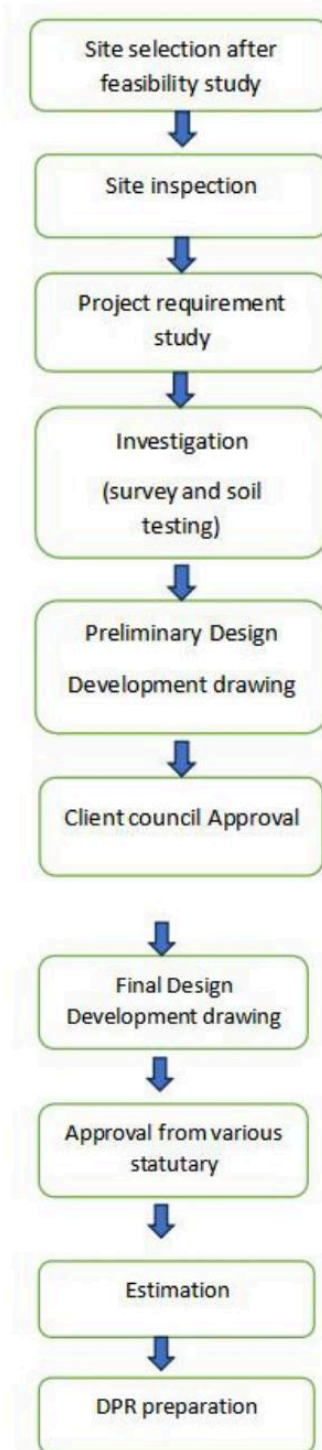 Site selection after
feasibility study
Site inspection
Project requirement
study
Investigation
(survey and soil
testing)
Preliminary Design
Development drawing
Client council Approval
Final Design
Development drawing
Approval from various
statutary
Estimation
DPR preparation